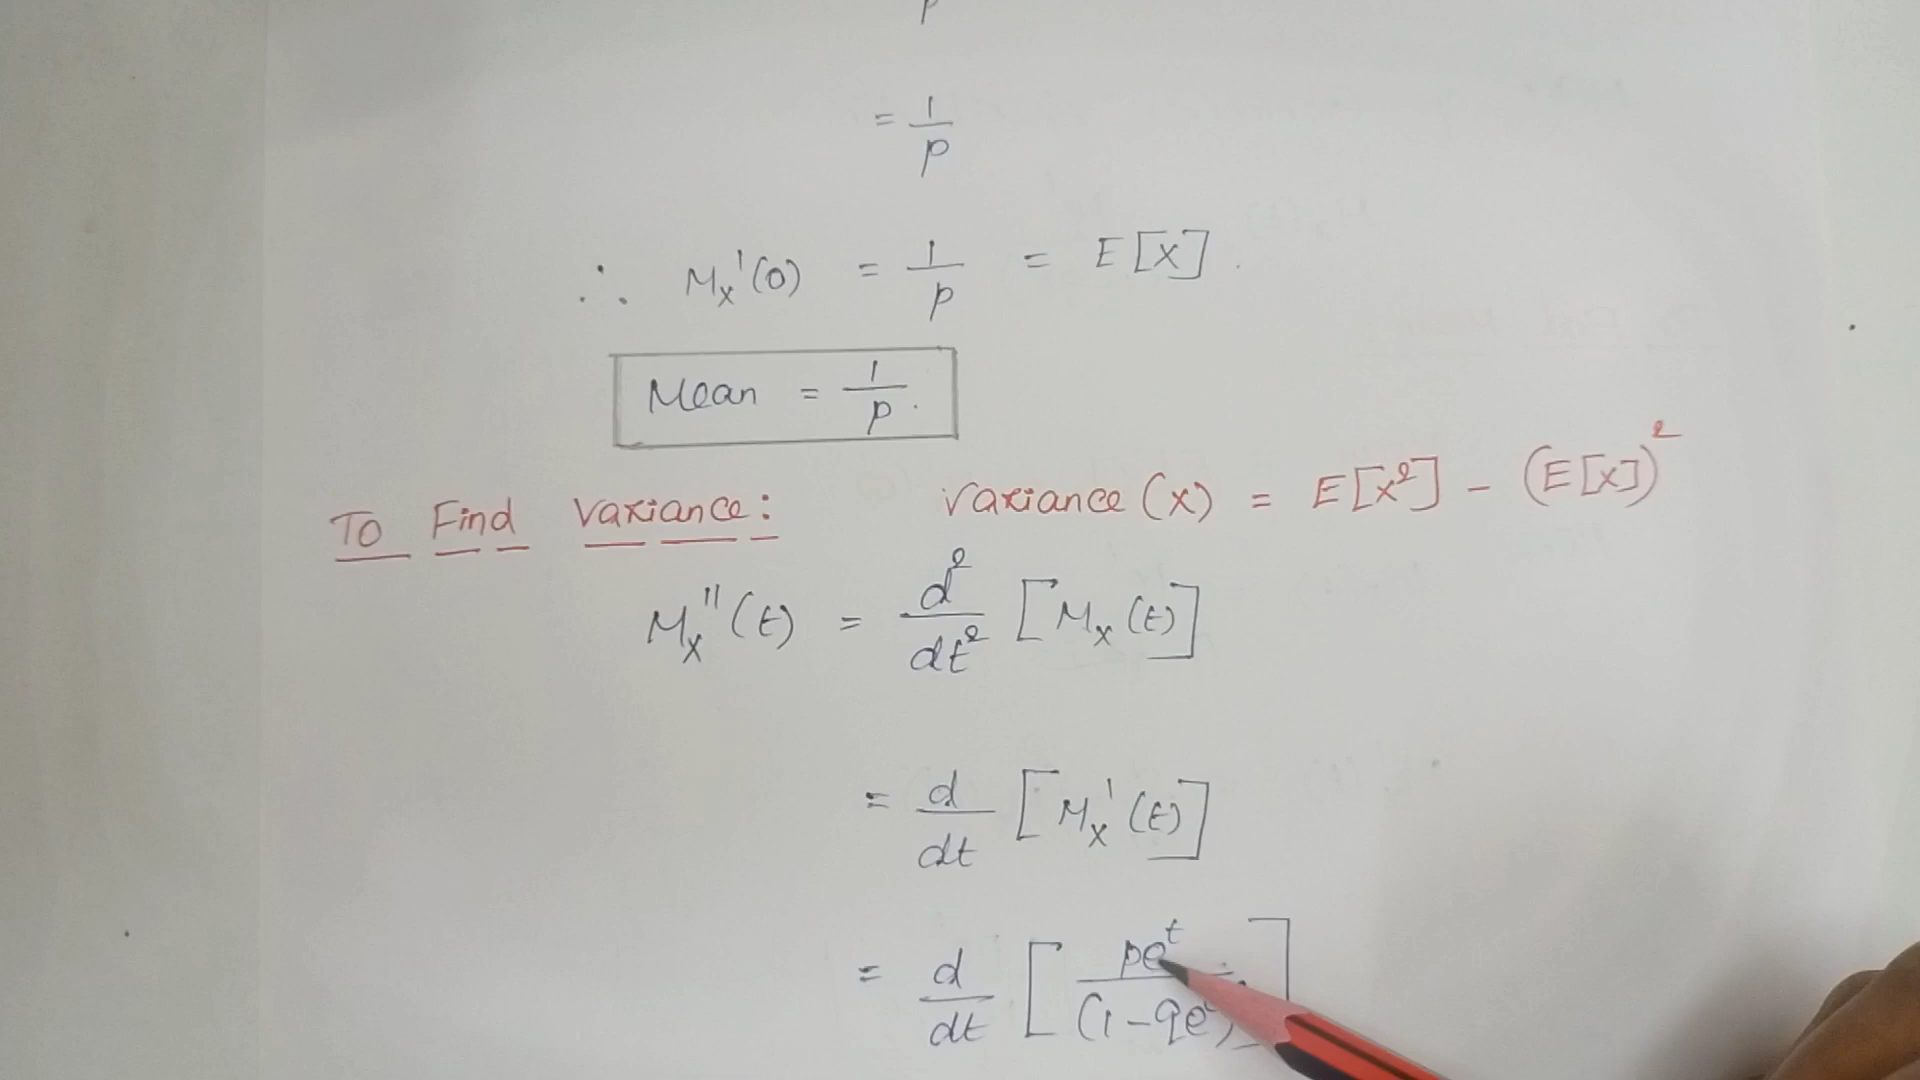 p
= 1/p
∴ Mx'(0) = 1/p = E[X].
Mean = 1/p.
To Find Variance: Variance(X) = E[X²] - (E[X])²
Mx''(t) = d²/dt² [Mx(t)]
= d/dt [Mx'(t)]
= d/dt [pe^t/(1-qe^t)]